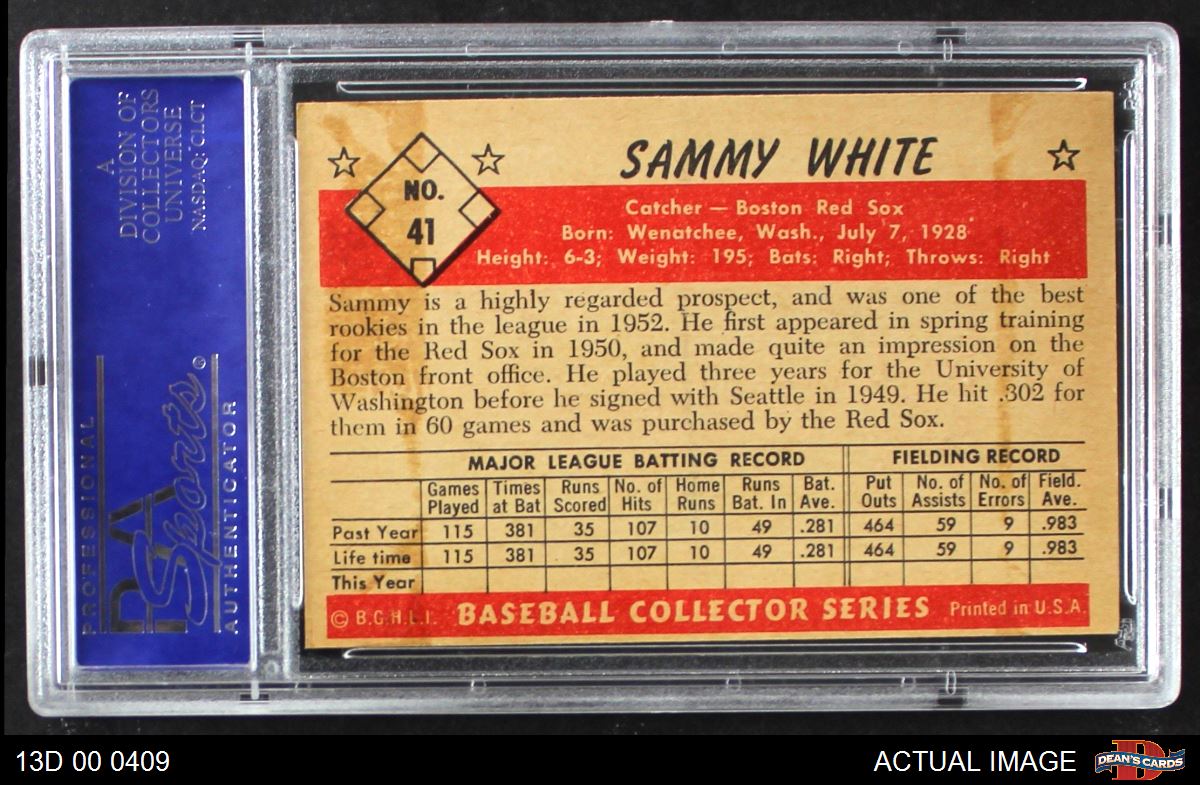 A
DIVISION OF
COLLECTORS
UNIVERSE
NASDAQ: CLCT
PROFESSIONAL
PSA
Sports®
AUTHENTICATOR
NO.
41
SAMMY WHITE
Catcher — Boston Red Sox
Born: Wenatchee, Wash., July 7, 1928
Height: 6-3; Weight: 195; Bats: Right; Throws: Right
Sammy is a highly regarded prospect, and was one of the best
rookies in the league in 1952. He first appeared in spring training
for the Red Sox in 1950, and made quite an impression on the
Boston front office. He played three years for the University of
Washington before he signed with Seattle in 1949. He hit .302 for
them in 60 games and was purchased by the Red Sox.
MAJOR LEAGUE BATTING RECORD FIELDING RECORD
Games Times Runs No. of Home Runs Bat. Put No. of No. of Field.
Played at Bat Scored Hits Runs Bat. In Ave. Outs Assists Errors Ave.
Past Year 115 381 35 107 10 49 .281 464 59 9 .983
Life time 115 381 35 107 10 49 .281 464 59 9 .983
This Year
© B.G.H.L.I. BASEBALL COLLECTOR SERIES Printed in U.S.A.
13D 00 0409
ACTUAL IMAGE
D
DEAN'S CARDS